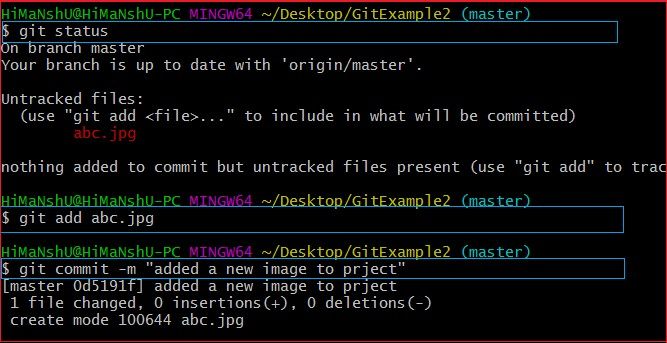 HiMaNshU@HiMaNshU-PC MINGW64 ~/Desktop/GitExample2 (master)
$ git status
On branch master
Your branch is up to date with 'origin/master'.
Untracked files:
(use "git add <file>..." to include in what will be committed)
abc.jpg
nothing added to commit but untracked files present (use "git add" to trac
HiMaNshU@HiMaNshU-PC MINGW64 ~/Desktop/GitExample2 (master)
$ git add abc.jpg
HiMaNshU@HiMaNshU-PC MINGW64 ~/Desktop/GitExample2 (master)
$ git commit -m "added a new image to prject"
[master 0d5191f] added a new image to prject
1 file changed, 0 insertions(+), 0 deletions(-)
create mode 100644 abc.jpg